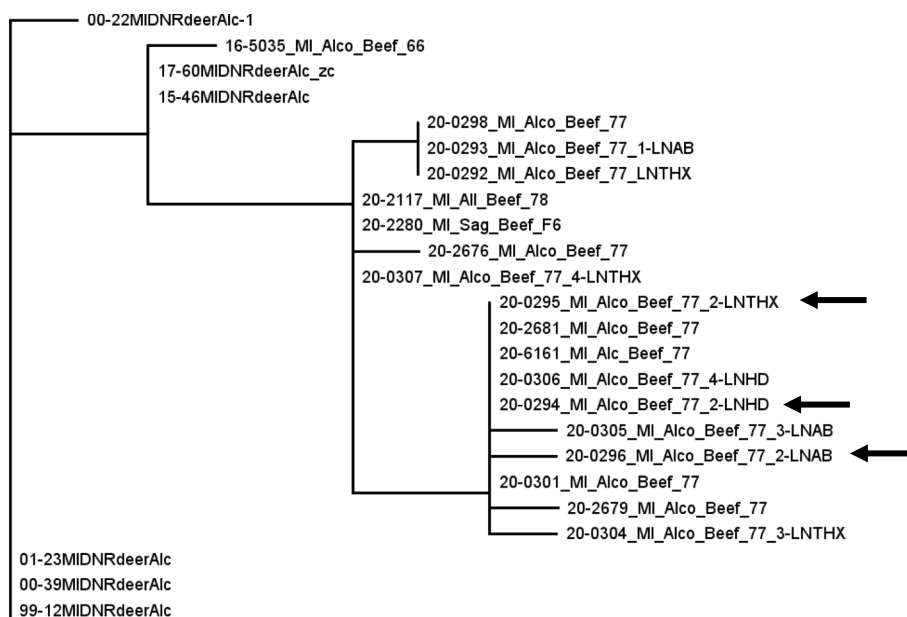 00-22MIDNRdeerAlc-1
16-5035_MI_Alco_Beef_66
17-60MIDNRdeerAlc_zc
15-46MIDNRdeerAlc
20-0298_MI_Alco_Beef_77
20-0293_MI_Alco_Beef_77_1-LNAB
20-0292_MI_Alco_Beef_77_LNTHX
20-2117_MI_All_Beef_78
20-2280_MI_Sag_Beef_F6
20-2676_MI_Alco_Beef_77
20-0307_MI_Alco_Beef_77_4-LNTHX
20-0295_MI_Alco_Beef_77_2-LNTHX
20-2681_MI_Alco_Beef_77
20-6161_MI_Alc_Beef_77
20-0306_MI_Alco_Beef_77_4-LNHD
20-0294_MI_Alco_Beef_77_2-LNHD
20-0305_MI_Alco_Beef_77_3-LNAB
20-0296_MI_Alco_Beef_77_2-LNAB
20-0301_MI_Alco_Beef_77
20-2679_MI_Alco_Beef_77
20-0304_MI_Alco_Beef_77_3-LNTHX
01-23MIDNRdeerAlc
00-39MIDNRdeerAlc
99-12MIDNRdeerAlc